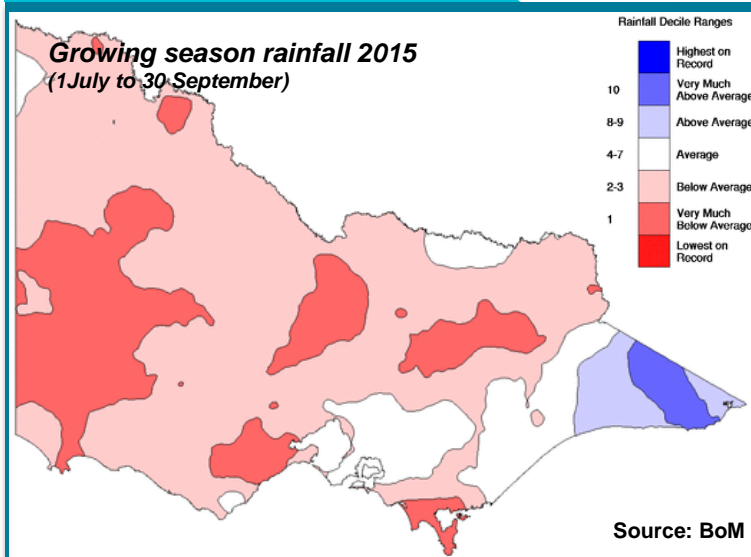 Growing season rainfall 2015
(1July to 30 September)
Rainfall Decile Ranges
Highest on
Record
10 Very Much
Above Average
8-9 Above Average
4-7 Average
2-3 Below Average
1 Very Much
Below Average
Lowest on
Record
Source: BoM